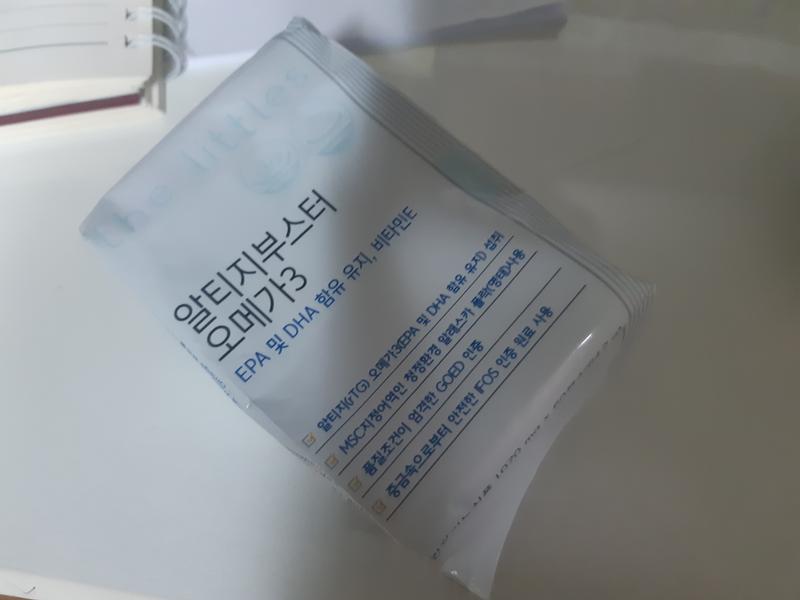 the littles
알티지부스터
오메가3
EPA 및 DHA 함유 유지, 비타민E
알티지(rTG) 오메가3(EPA 및 DHA 함유 유지) 섭취
MSC지정어역인 청정환경 알래스카 폴락(명태)사용
품질조건이 엄격한 GOED 인증
중금속으로부터 안전한 IFOS 인증 원료 사용